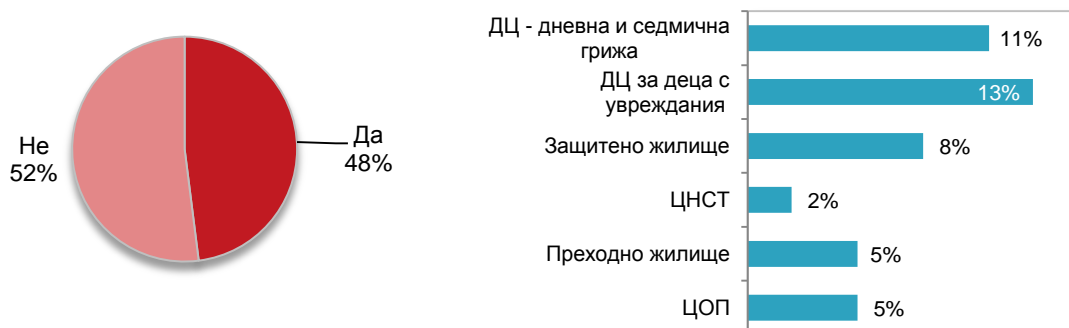 Не
52%
Да
48%
ДЦ - дневна и седмична
грижа
11%
ДЦ за деца с
увреждания
13%
Защитено жилище
8%
ЦНСТ
2%
Преходно жилище
5%
ЦОП
5%